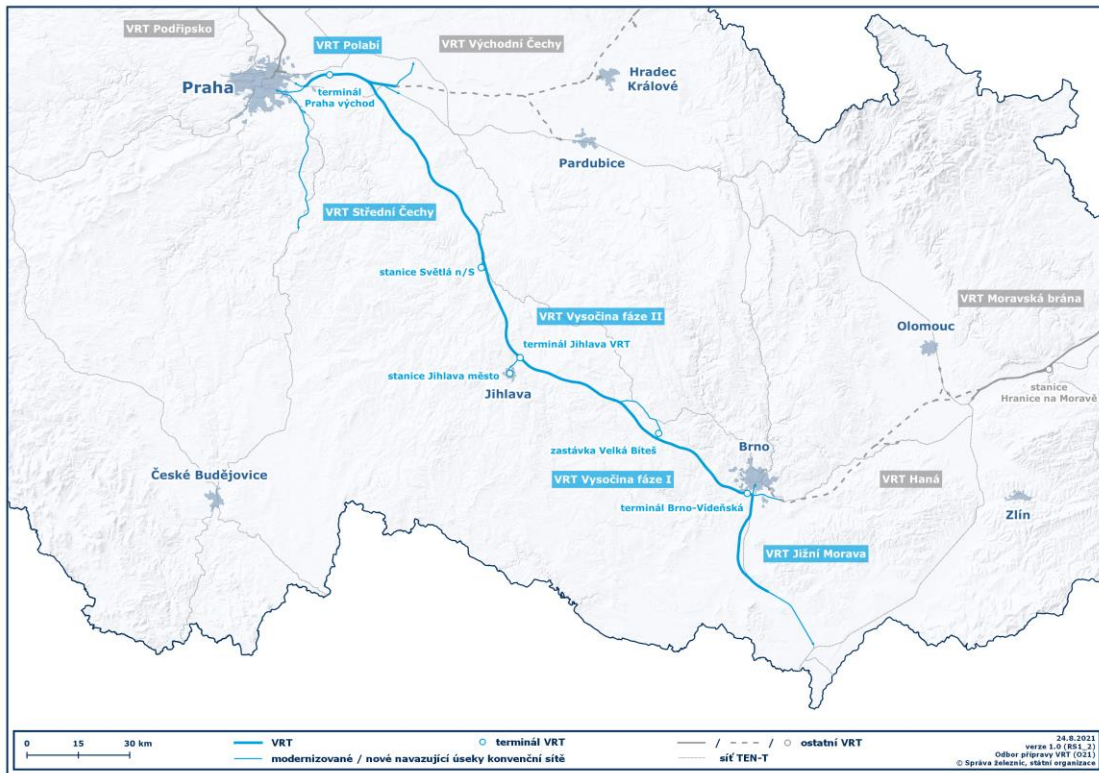 VRT Podřipsko
VRT Polabí
VRT Východní Čechy
Praha
terminál
Praha východ
Hradec
Králové
Pardubice
VRT Střední Čechy
stanice Světlá n/S
VRT Moravská brána
VRT Vysočina fáze II
Olomouc
terminál Jihlava VRT
stanice Jihlava město
Jihlava
stanice
Hranice na Moravě
Brno
zastávka Velká Bíteš
České Budějovice
VRT Vysočina fáze I
VRT Haná
terminál Brno-Vídeňská
Zlín
VRT Jižní Morava
0 15 30 km
VRT
terminál VRT
/ / ostatní VRT
modernizované / nové navazující úseky konvenční sítě
síť TEN-T
24.8.2021
verze 1.0 (RS1_2)
Odbor přípravy VRT (O21)
© Správa železnic, státní organizace